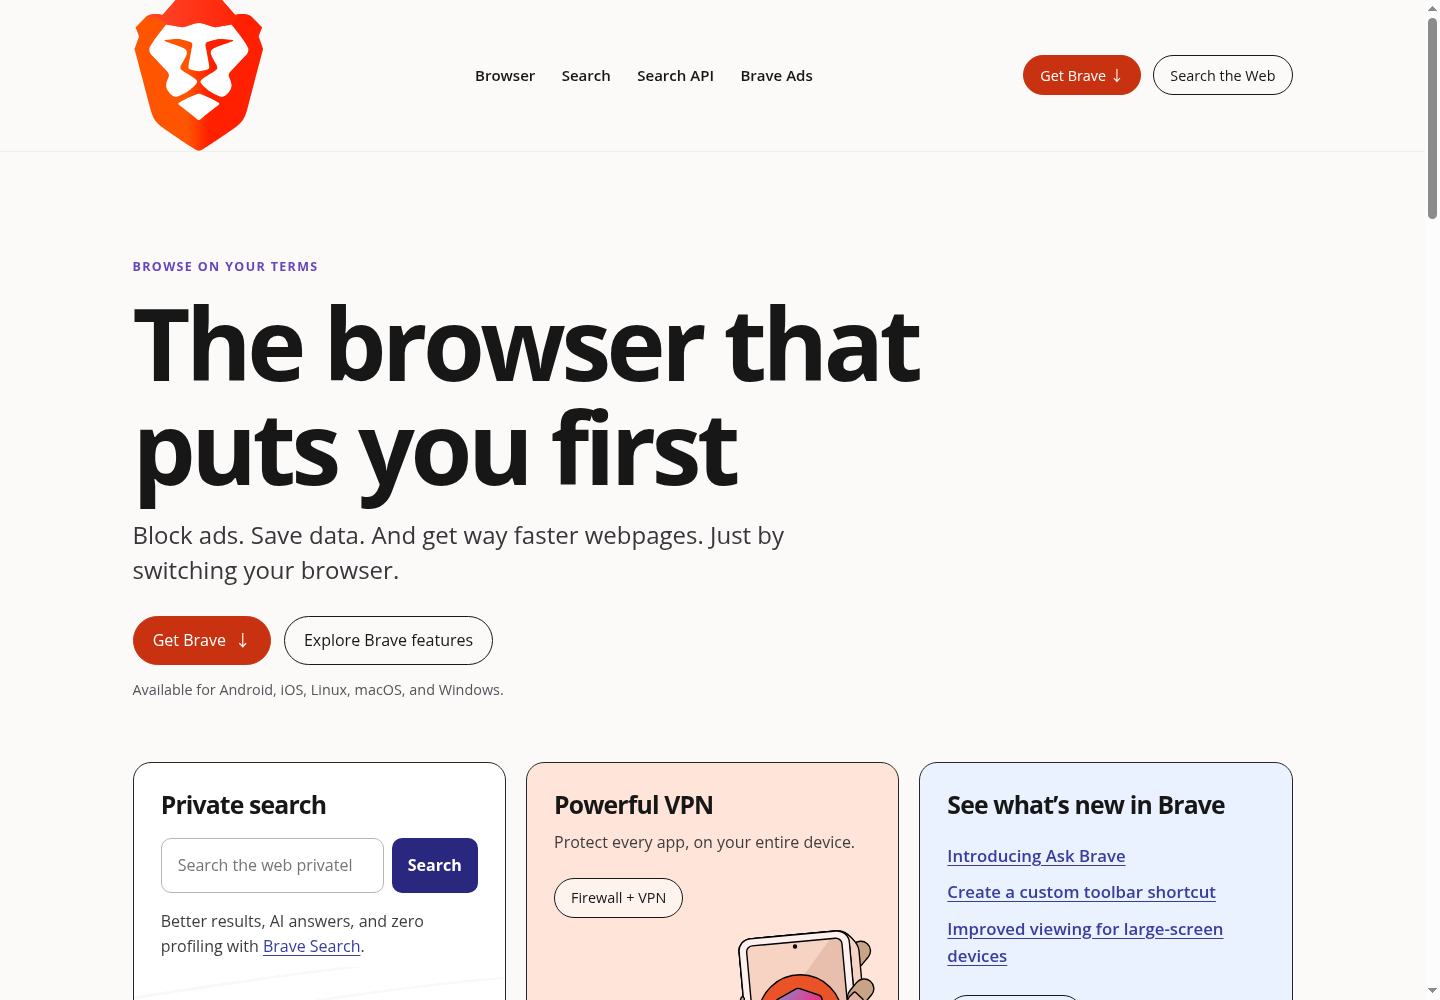 Browser Search Search API Brave Ads
Get Brave ↓ Search the Web
BROWSE ON YOUR TERMS
The browser that
puts you first
Block ads. Save data. And get way faster webpages. Just by
switching your browser.
Get Brave ↓ Explore Brave features
Available for Android, iOS, Linux, macOS, and Windows.
Private search
Search the web privatel
Search
Better results, AI answers, and zero
profiling with Brave Search.
Powerful VPN
Protect every app, on your entire device.
Firewall + VPN
See what’s new in Brave
Introducing Ask Brave
Create a custom toolbar shortcut
Improved viewing for large-screen
devices